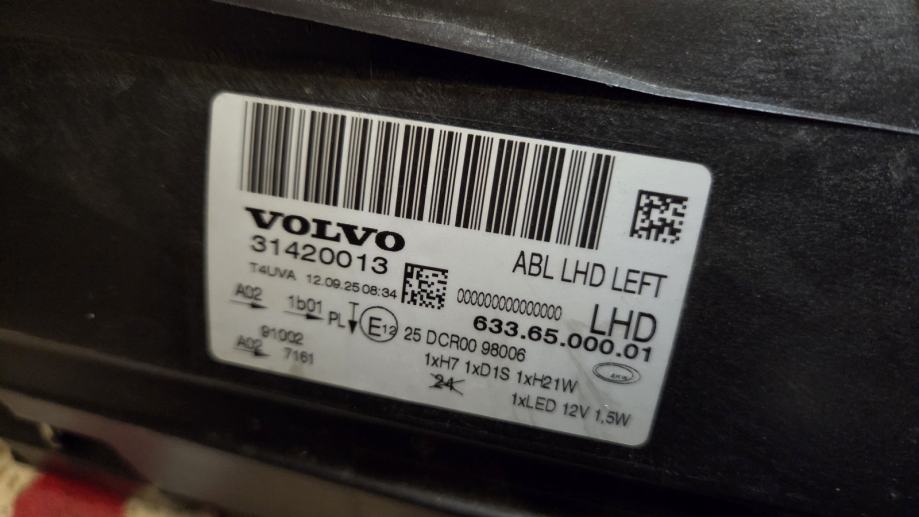 VOLVO
31420013
ABL LHD LEFT
T4UVA 12.09.25 08:34
000000000000000
LHD
633.65.000.01
A02 1b01 PL E12 25 DCR00 98006
91002
A02 7161
1xH7 1xD1S 1xH21W
24
1xLED 12V 1,5W